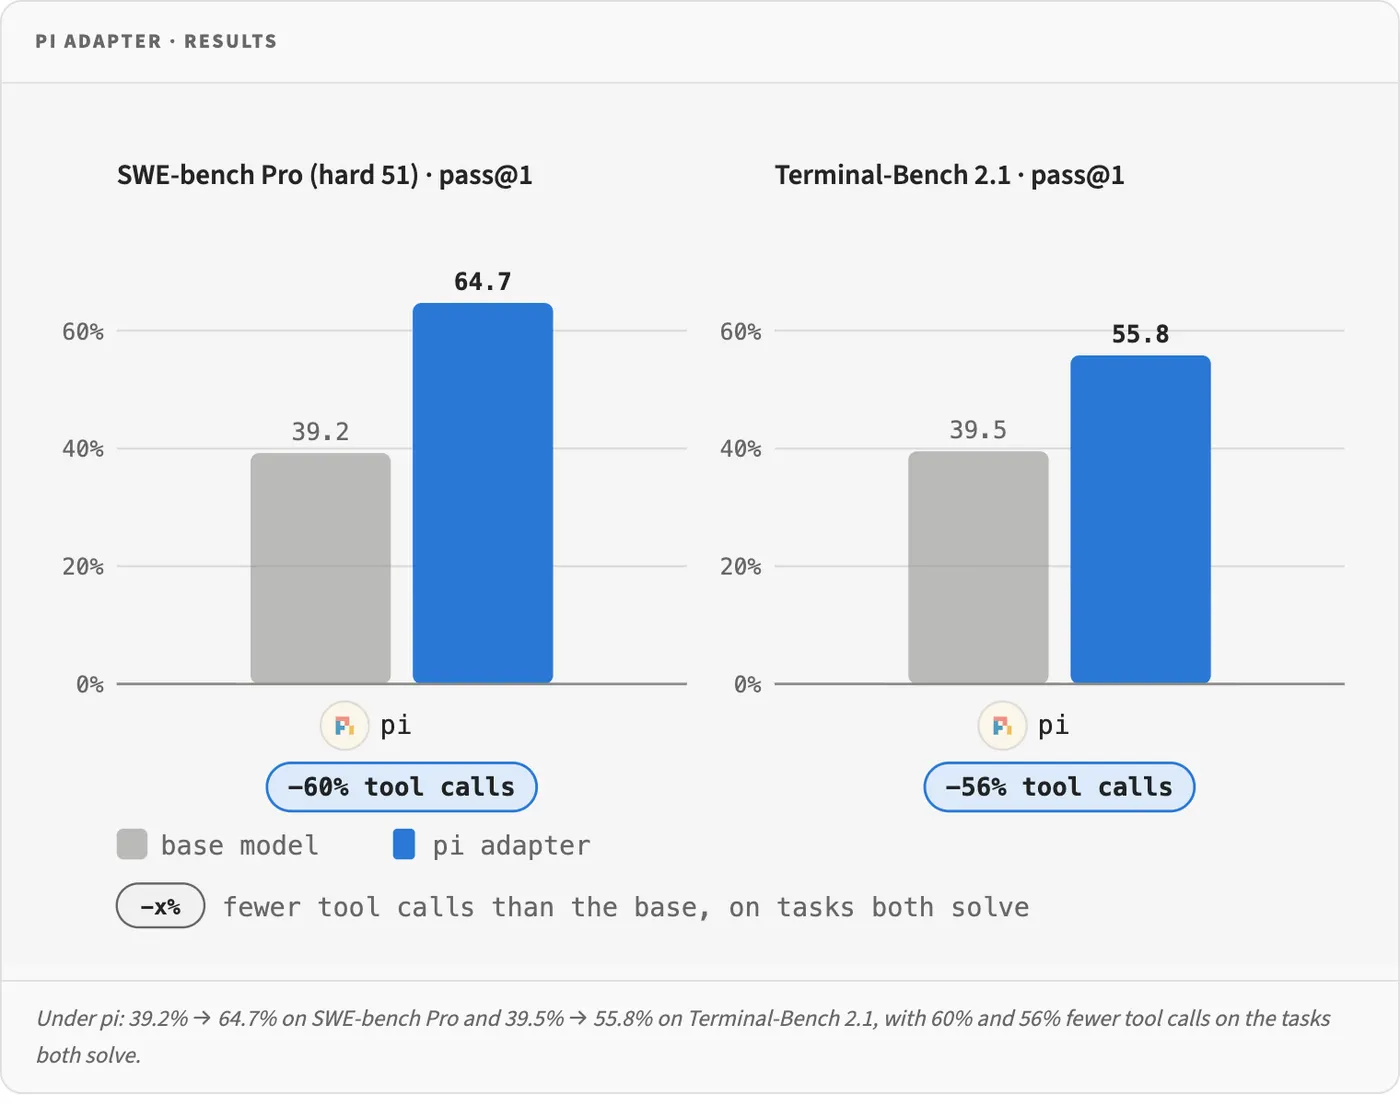 PI ADAPTER · RESULTS
SWE-bench Pro (hard 51) · pass@1
64.7
60%
39.2
40%
20%
0%
pi
−60% tool calls
Terminal-Bench 2.1 · pass@1
60%
55.8
39.5
40%
20%
0%
pi
−56% tool calls
base model
pi adapter
−x% fewer tool calls than the base, on tasks both solve
Under pi: 39.2% → 64.7% on SWE-bench Pro and 39.5% → 55.8% on Terminal-Bench 2.1, with 60% and 56% fewer tool calls on the tasks
both solve.